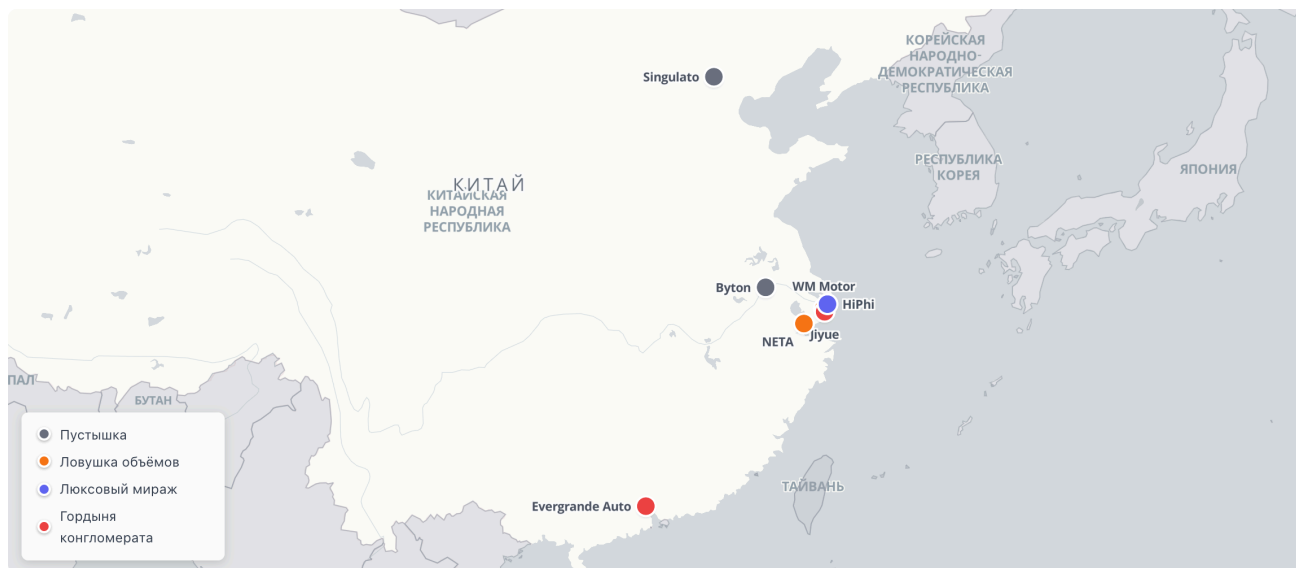 КОРЕЙСКАЯ
НАРОДНО-
ДЕМОКРАТИЧЕСКАЯ
РЕСПУБЛИКА
Singulato
РЕСПУБЛИКА
КОРЕЯ
ЯПОНИЯ
КИТАЙ
КИТАЙСКАЯ
НАРОДНАЯ
РЕСПУБЛИКА
Byton
WM Motor
HiPhi
Jiyue
NETA
ПАЛ
БУТАН
ТАЙВАНЬ
Evergrande Auto
Пустышка
Ловушка объёмов
Люксовый мираж
Гордыня
конгломерата